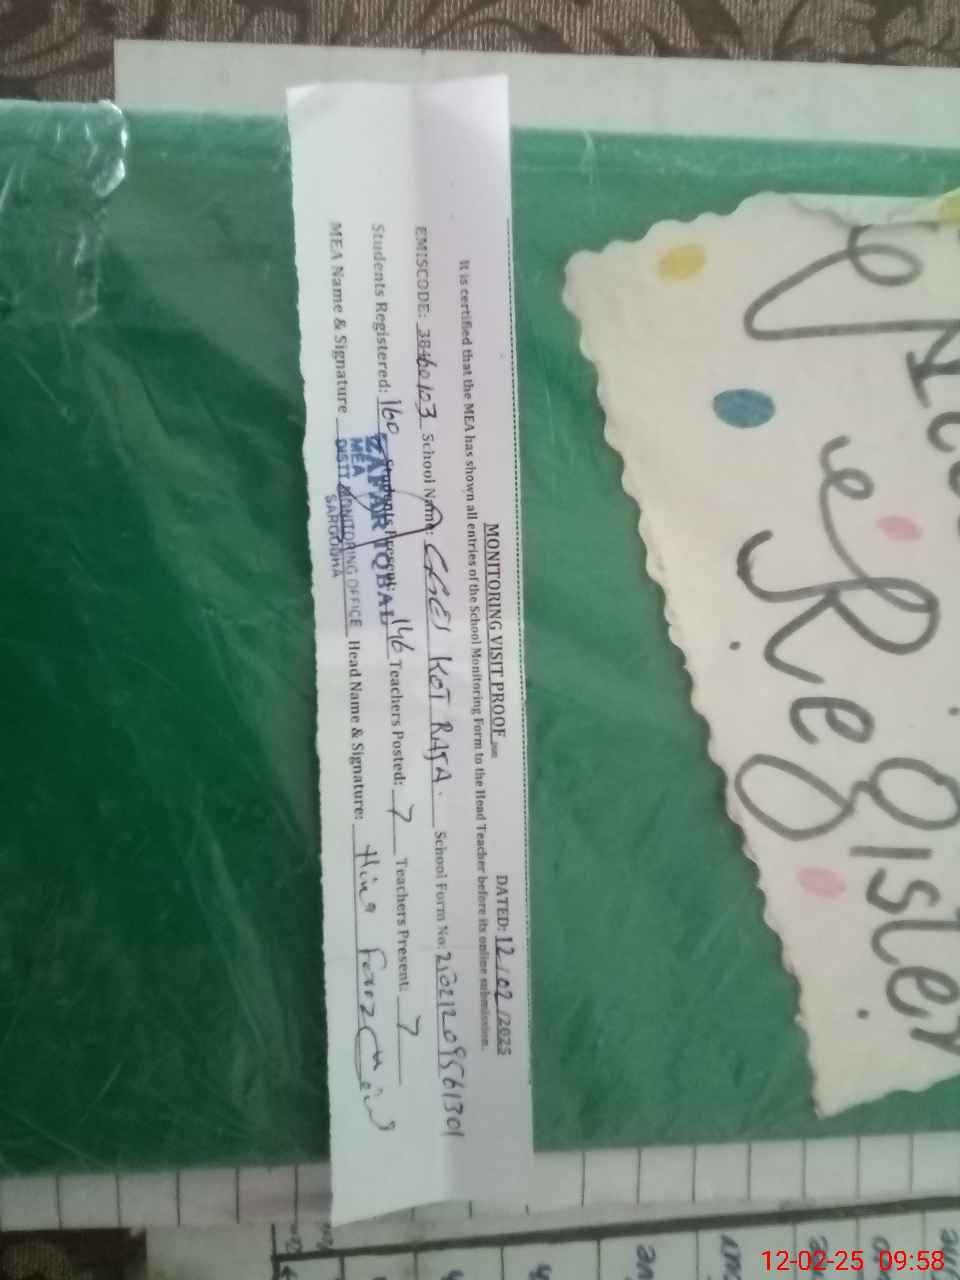 MONITORING VISIT PROOF
DATED: 12/02/2025
It is certified that the MEA has shown all entries of the School Monitoring Form to the Head Teacher before its online submission.
EMISCODE: 38460103 School Name: GGES KOT RAJA. School Form No:
Students Registered: 160 Students Present: 146 Teachers Posted: 7 Teachers Present: 7
MEA Name & Signature Head Name & Signature: Hina
ZAFAR IQBAL
MEA
DISTT MONITORING OFFICE
SARGODHA
Register
12-02-25 09:58